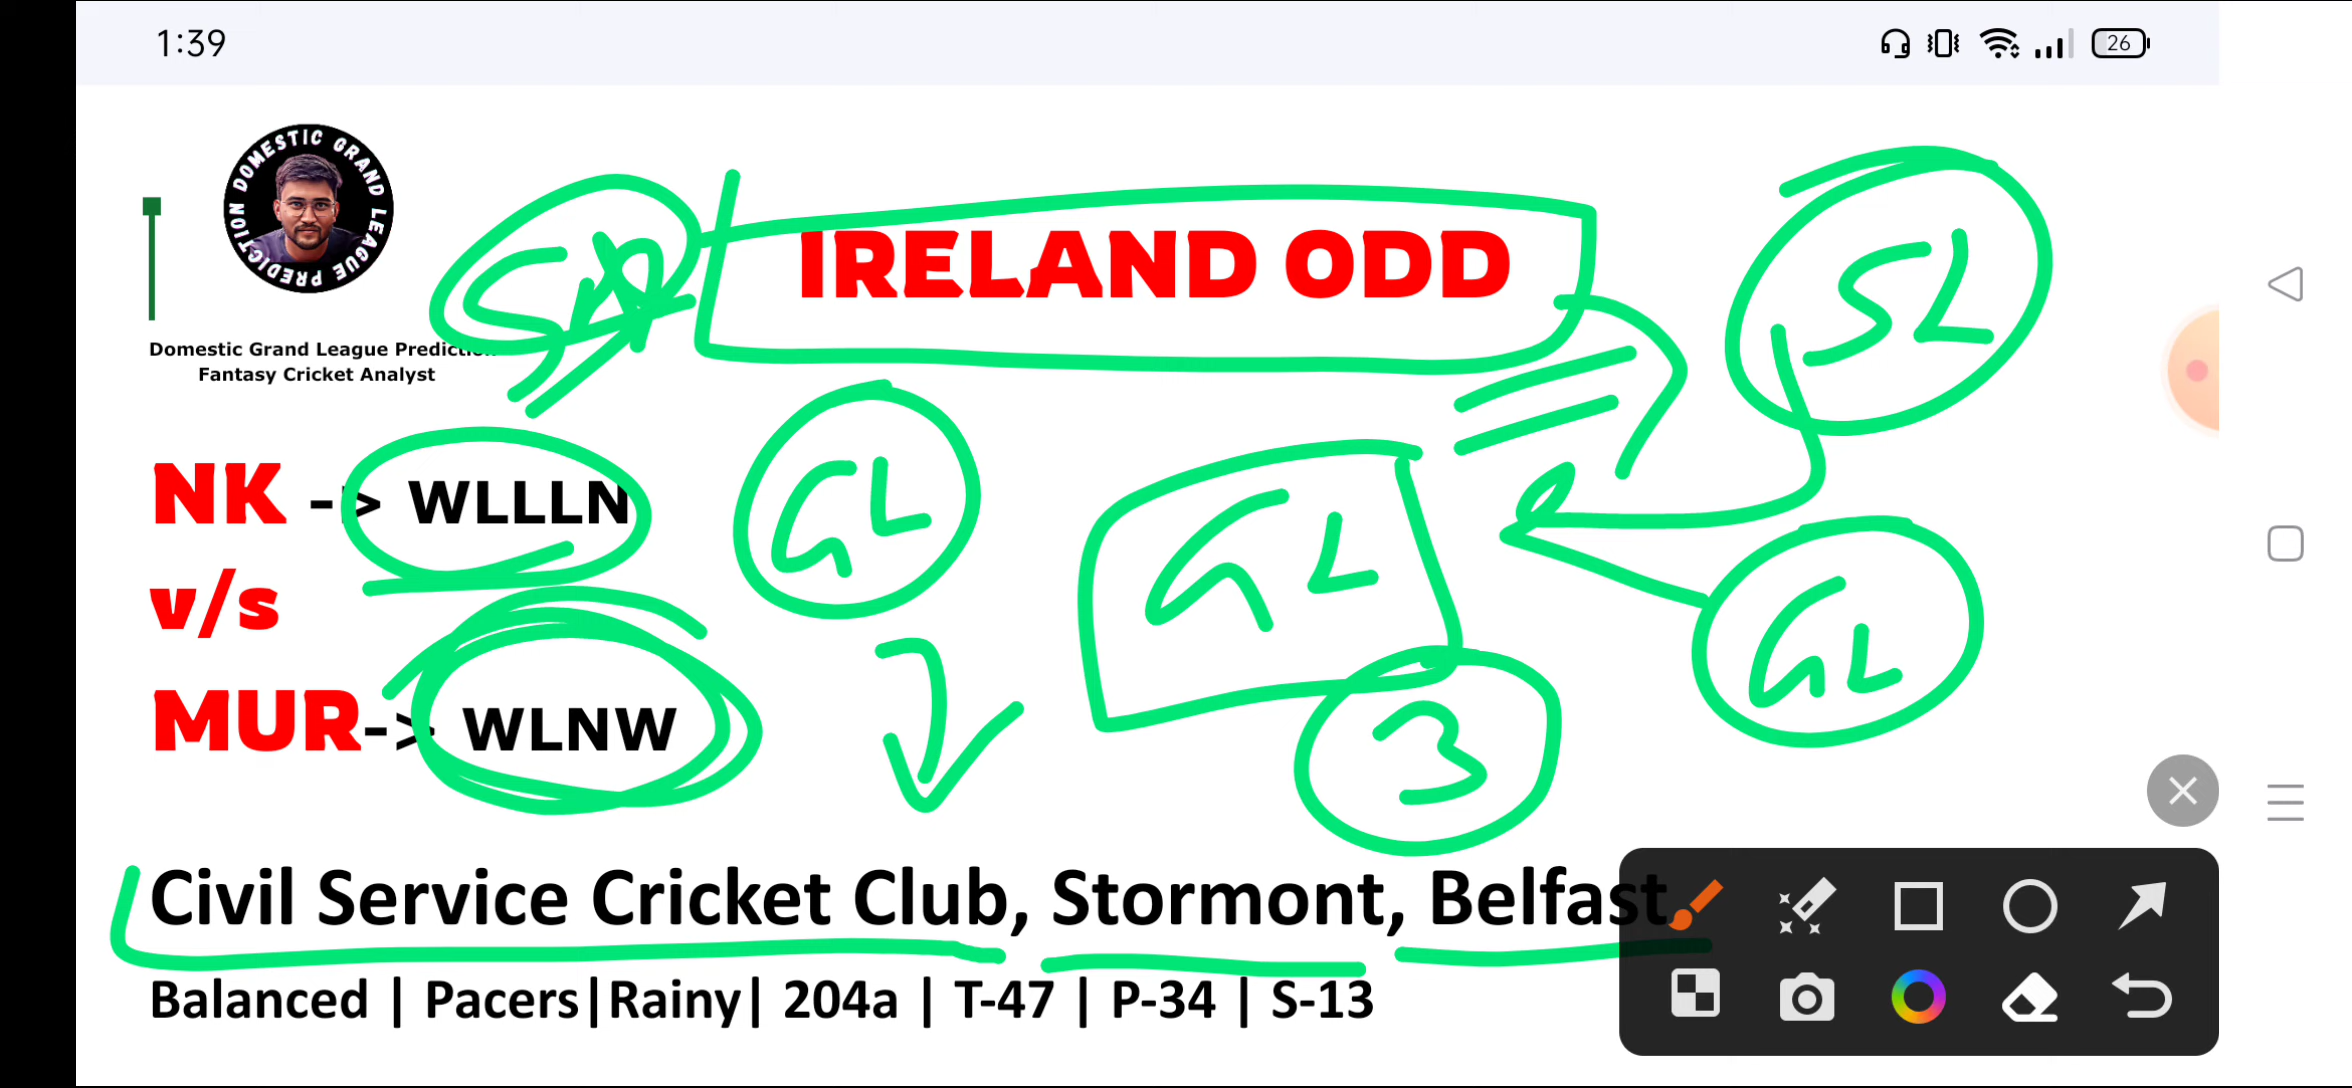 1:39
26
DOMESTIC GRAND LEAGUE PREDICTION
IRELAND ODD
SL
Domestic Grand League
Fantasy Cricket Analyst
NK -> WLLLN
GL
GL
v/s
GL
MUR-> WLNW
3
Civil Service Cricket Club, Stormont, Belfast
Balanced | Pacers|Rainy| 204a | T-47 | P-34 | S-13